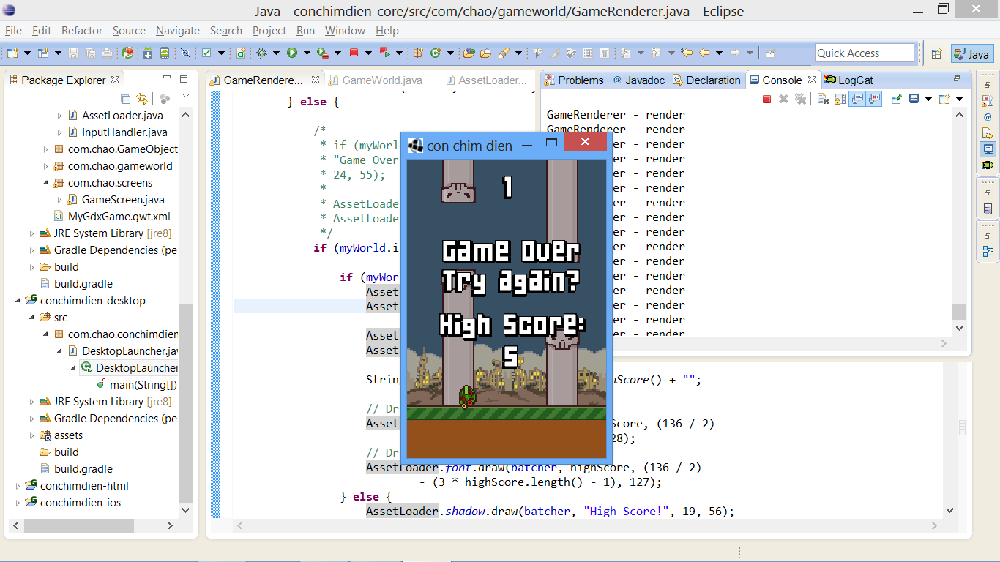 Java - conchimdien-core/src/com/chao/gameworld/GameRenderer.java - Eclipse
File Edit Refactor Source Navigate Search Project Run Window Help
Quick Access
Java
Package Explorer
AssetLoader.java
InputHandler.java
com.chao.GameObject
com.chao.gameworld
com.chao.screens
GameScreen.java
MyGdxGame.gwt.xml
JRE System Library [jre8]
Gradle Dependencies (pe
build
build.gradle
conchimdien-desktop
src
com.chao.conchimdien
DesktopLauncher.jav
DesktopLauncher
main(String[])
JRE System Library [jre8]
Gradle Dependencies (pe
assets
build
build.gradle
conchimdien-html
conchimdien-ios
GameRendere... GameWorld.java AssetLoader...
} else {
/*
* if (myWorl
* "Game Over
* 24, 55);
*
* AssetLoade
* AssetLoade
*/
if (myWorld.is
if (myWorl
Asset
Asset
Asset
Asset
String
hScore() + "";
// Dra
Asset
core, (136 / 2)
28);
// Dra
AssetLoader.font.draw(batcher, highScore, (136 / 2)
- (3 * highScore.length() - 1), 127);
} else {
AssetLoader.shadow.draw(batcher, "High Score!", 19, 56);
Problems @ Javadoc Declaration Console LogCat
GameRenderer - render
GameRenderer - render
er - render
er - render
er - render
er - render
er - render
er - render
er - render
er - render
er - render
er - render
er - render
er - render
er - render
er - render
con chim dien
1
Game Over
Try again?
High Score:
5